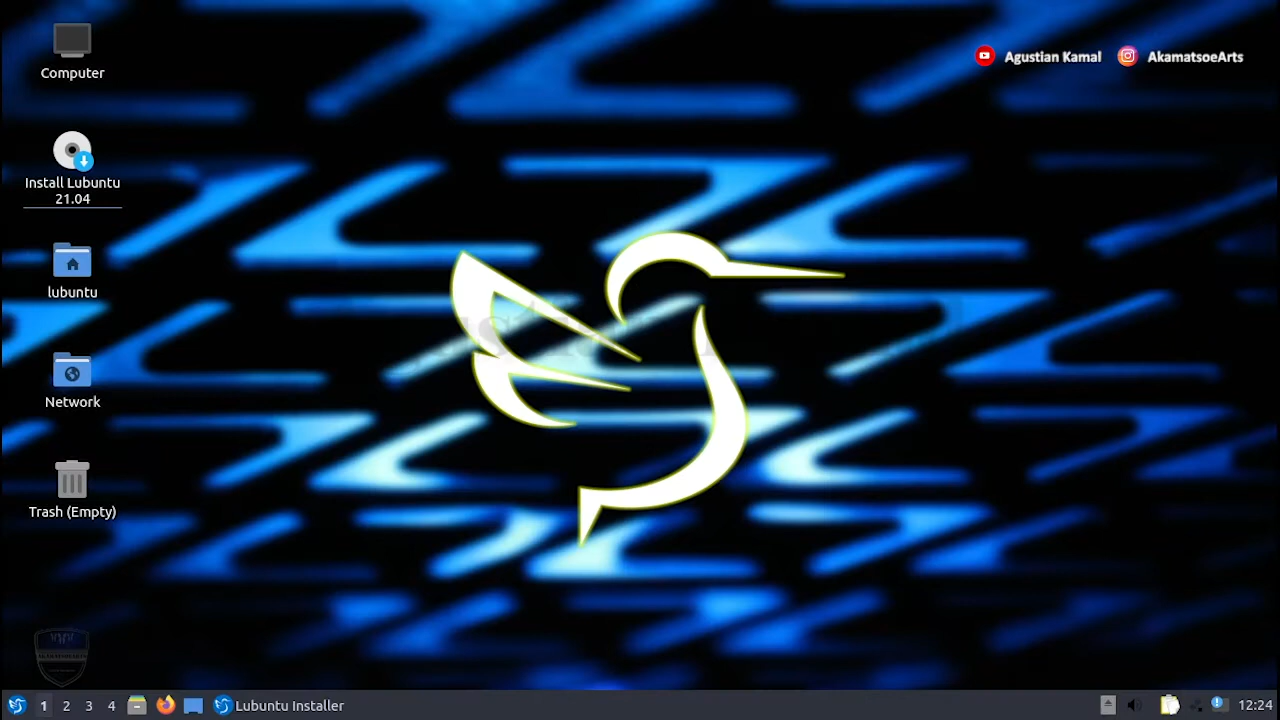 Computer
Agustian Kamal
AkamatsoeArts
Install Lubuntu
21.04
lubuntu
Network
Trash (Empty)
1
2
3
4
Lubuntu Installer
12:24